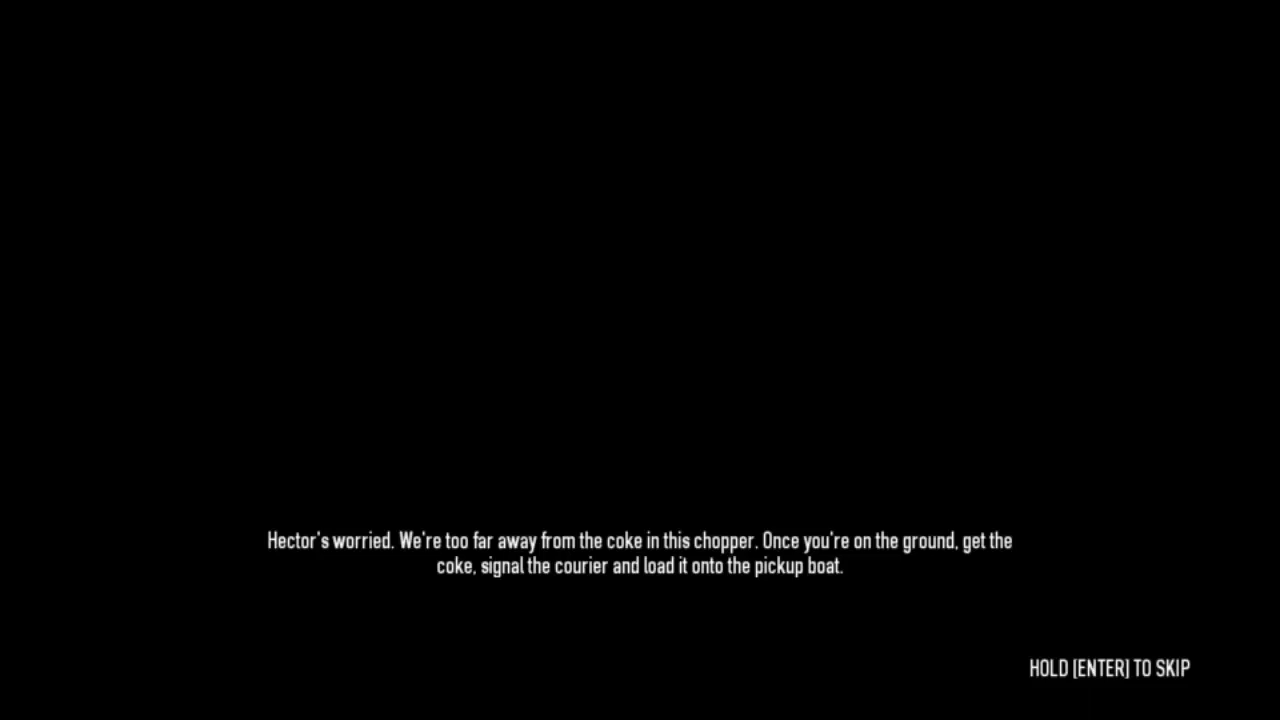 Hector's worried. We're too far away from the coke in this chopper. Once you're on the ground, get the
coke, signal the courier and load it onto the pickup boat.
HOLD [ENTER] TO SKIP